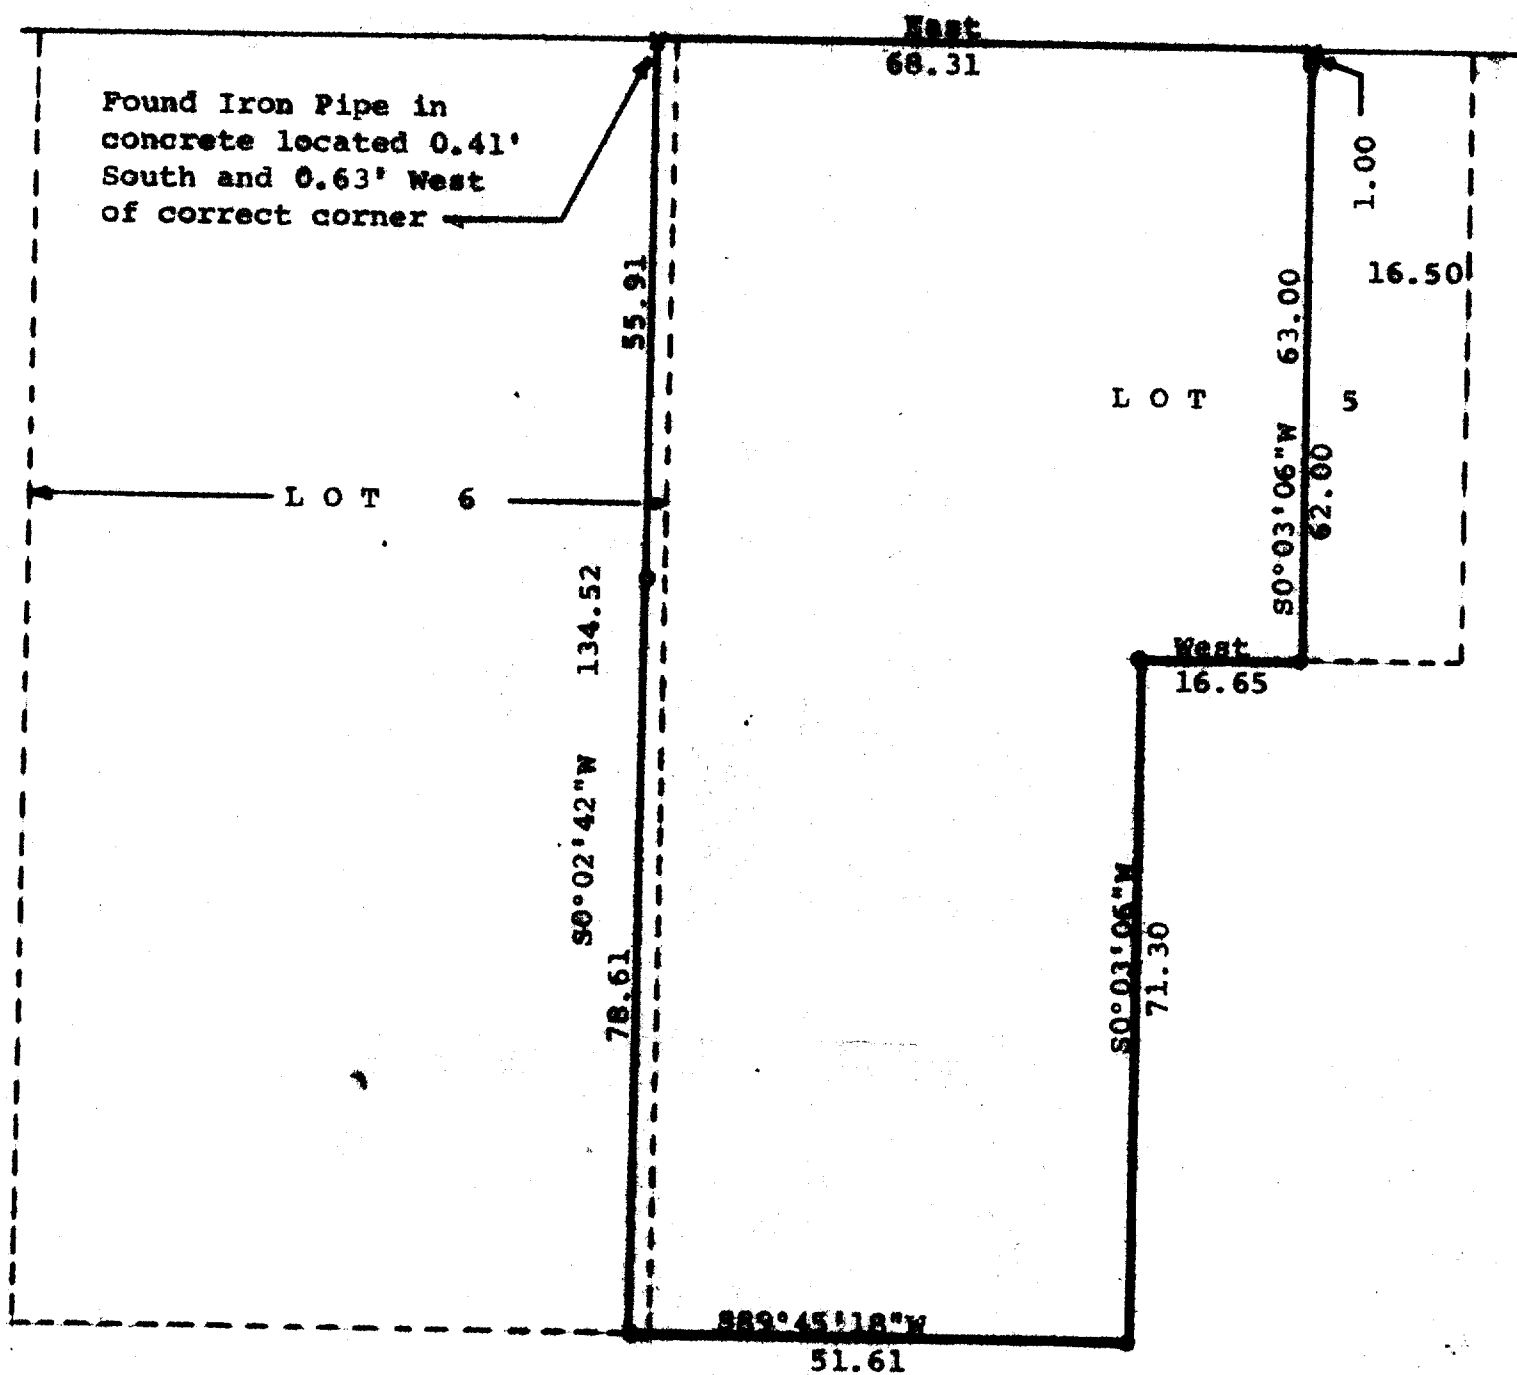 East
68.31
Found Iron Pipe in
concrete located 0.41'
South and 0.63' West
of correct corner
1.00
16.50
55.91
S0°03'06"W 63.00
62.00
LOT 5
LOT 6
West
16.65
S0°02'42"W 134.52
78.61
S0°03'06"W
71.30
S89°45'18"W
51.61